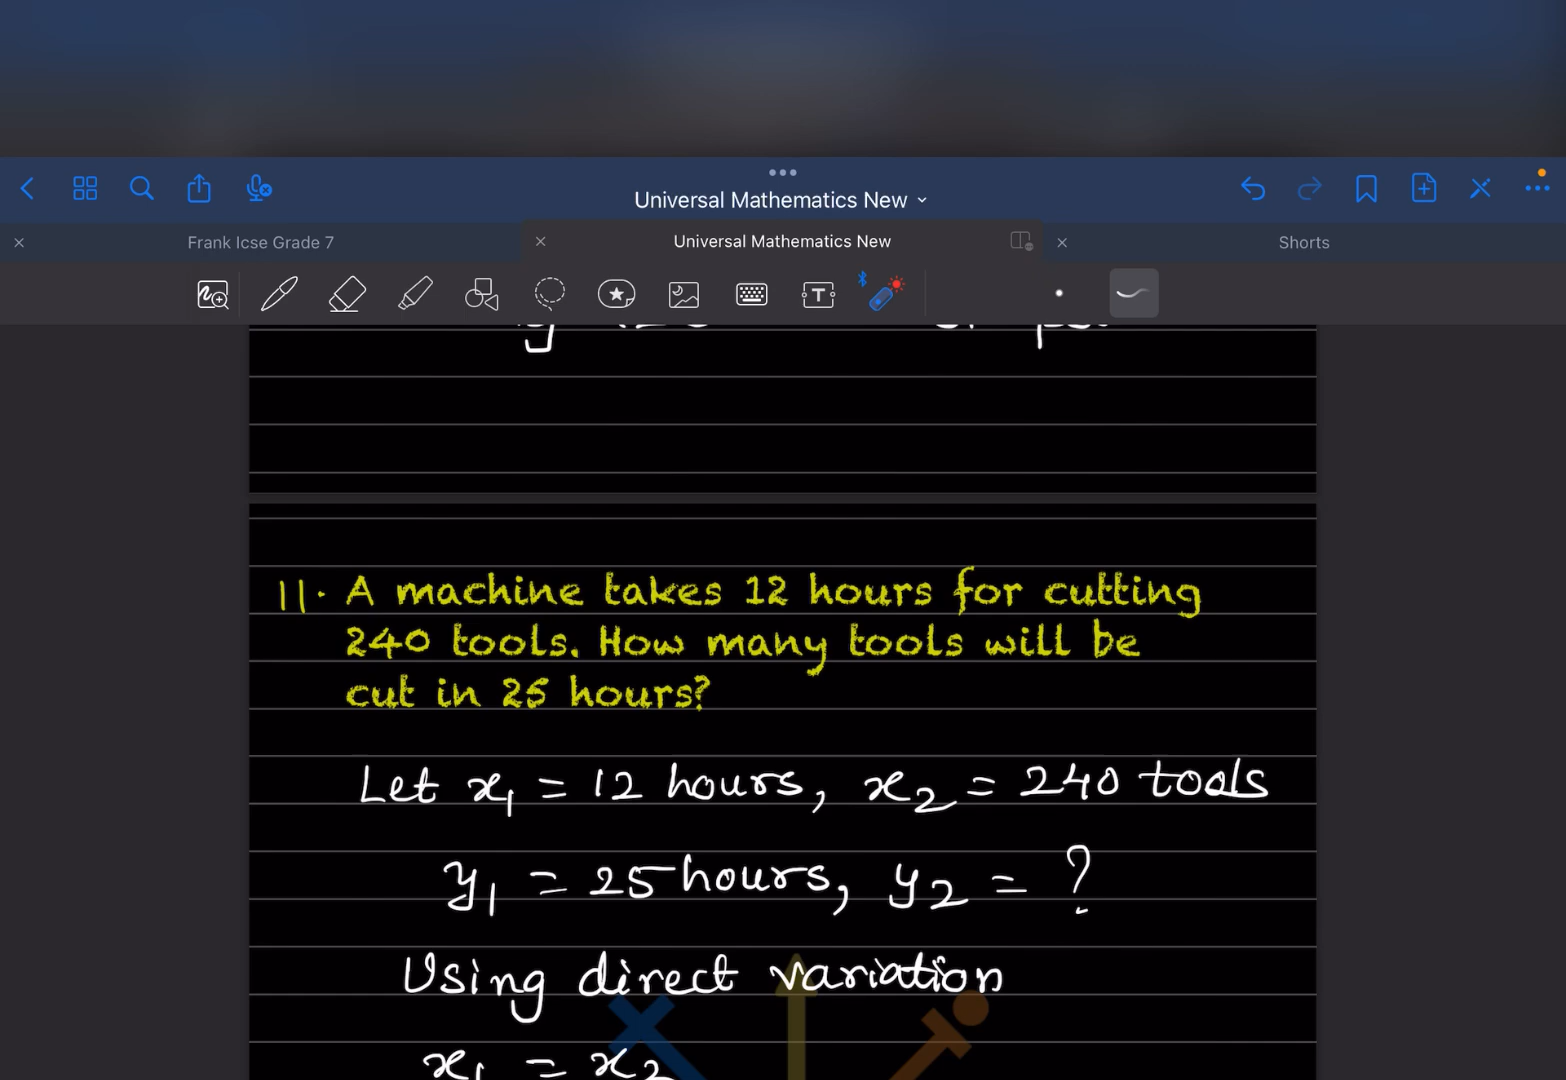 Universal Mathematics New
Frank Icse Grade 7
Universal Mathematics New
Shorts
11. A machine takes 12 hours for cutting
240 tools. How many tools will be
cut in 25 hours?
Let x₁ = 12 hours, x₂ = 240 tools
y₁ = 25 hours, y₂ = ?
Using direct variation
x₁ = x₂